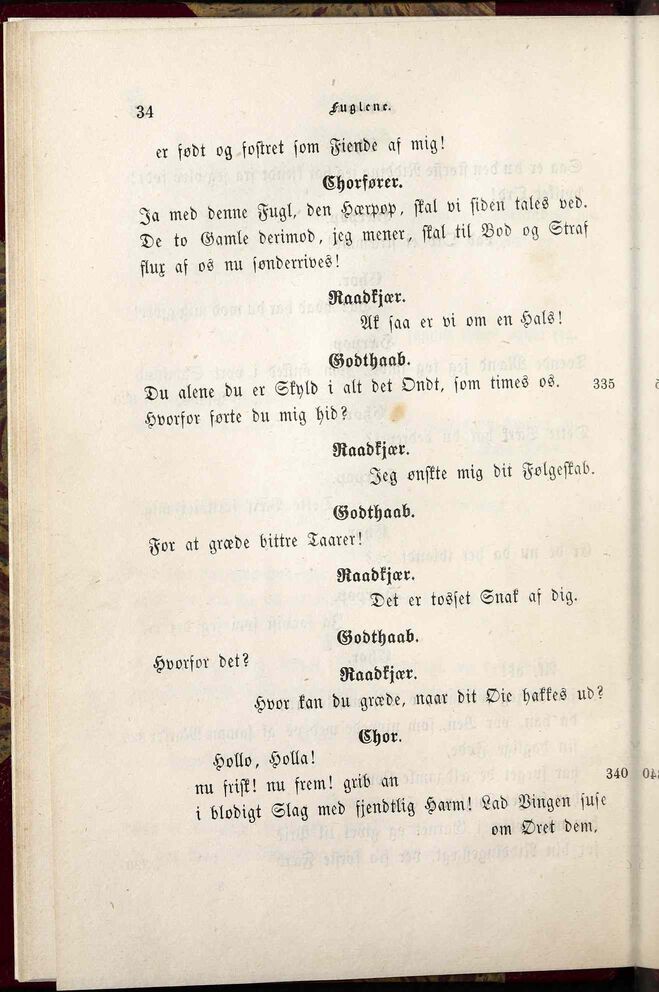 34 Fuglene.
er født og fostret som Fiende af mig!
Chorfører.
Ja med denne Fugl, den Hærpop, skal vi siden tales ved.
De to Gamle derimod, jeg mener, skal til Bod og Straf
flux af os nu sønderrives!
Raadkjær.
Ak saa er vi om en Hals!
Godthaab.
Du alene du er Skyld i alt det Ondt, som times os. 335
Hvorfor førte du mig hid?
Raadkjær.
Jeg ønskte mig dit Følgeskab.
Godthaab.
For at græde bittre Taarer!
Raadkjær.
Det er tosset Snak af dig.
Godthaab.
Hvorfor det?
Raadkjær.
Hvor kan du græde, naar dit Øie hakkes ud?
Chor.
Hollo, Holla!
nu frisk! nu frem! grib an 340
i blodigt Slag med fjendtlig Harm! Lad Vingen suse
om Øret dem,